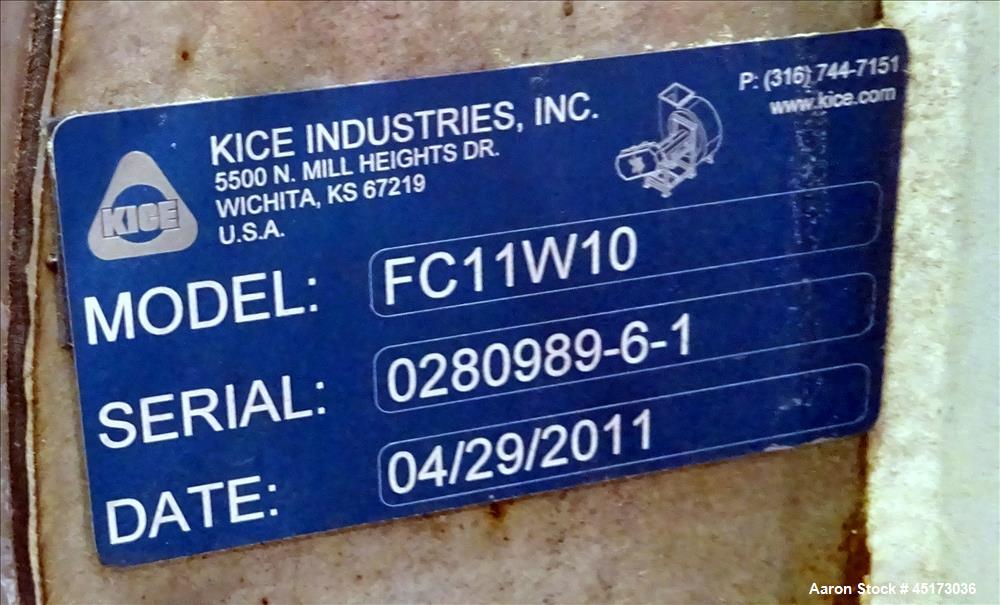 KICE INDUSTRIES, INC.
5500 N. MILL HEIGHTS DR.
WICHITA, KS 67219
U.S.A.
KICE
P: (316) 744-7151
www.kice.com
MODEL: FC11W10
SERIAL: 0280989-6-1
DATE: 04/29/2011
Aaron Stock # 45173036